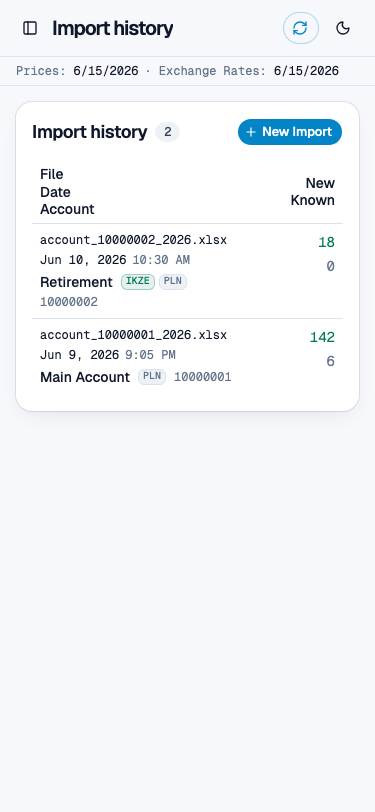 Import history
Prices: 6/15/2026 · Exchange Rates: 6/15/2026
Import history 2
+ New Import
File
Date
Account
New
Known
account_10000002_2026.xlsx
18
Jun 10, 2026 10:30 AM
0
Retirement IKZE PLN
10000002
account_10000001_2026.xlsx
142
Jun 9, 2026 9:05 PM
6
Main Account PLN 10000001